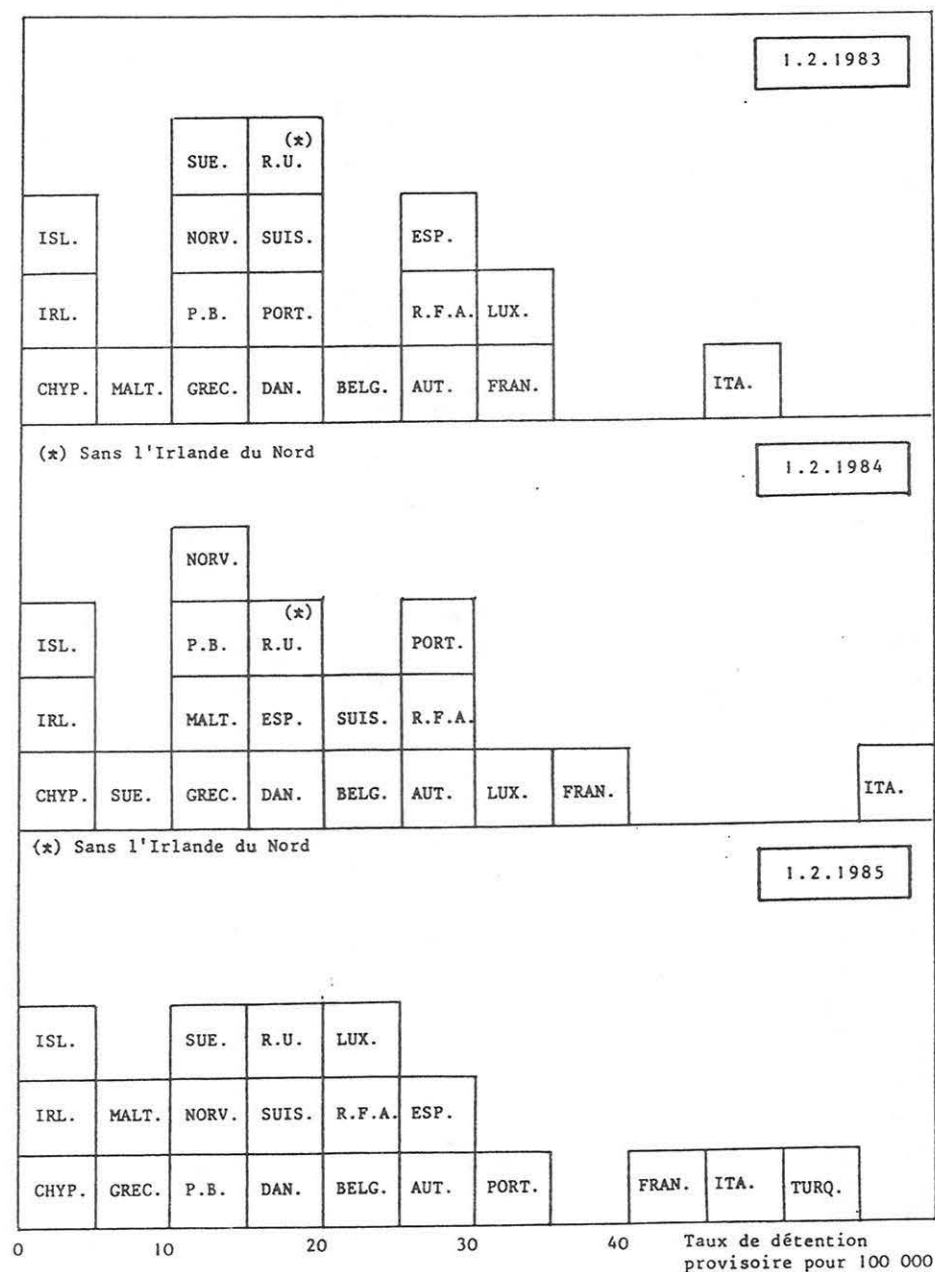 1.2.1983
(*)
SUE. R.U.
ISL. NORV. SUIS. ESP.
IRL. P.B. PORT. R.F.A. LUX.
CHYP. MALT. GREC. DAN. BELG. AUT. FRAN. ITA.
(*) Sans l'Irlande du Nord
1.2.1984
NORV.
(*)
ISL. P.B. R.U. PORT.
IRL. MALT. ESP. SUIS. R.F.A.
CHYP. SUE. GREC. DAN. BELG. AUT. LUX. FRAN. ITA.
(*) Sans l'Irlande du Nord
1.2.1985
ISL. SUE. R.U. LUX.
IRL. MALT. NORV. SUIS. R.F.A. ESP.
CHYP. GREC. P.B. DAN. BELG. AUT. PORT. FRAN. ITA. TURQ.
0 10 20 30 40 Taux de détention
provisoire pour 100 000